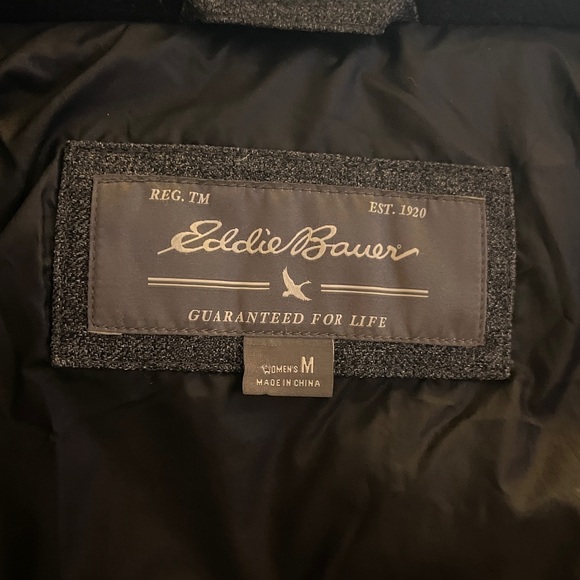 REG. TM EST. 1920
Eddie Bauer
GUARANTEED FOR LIFE
WOMEN'S M
MADE IN CHINA